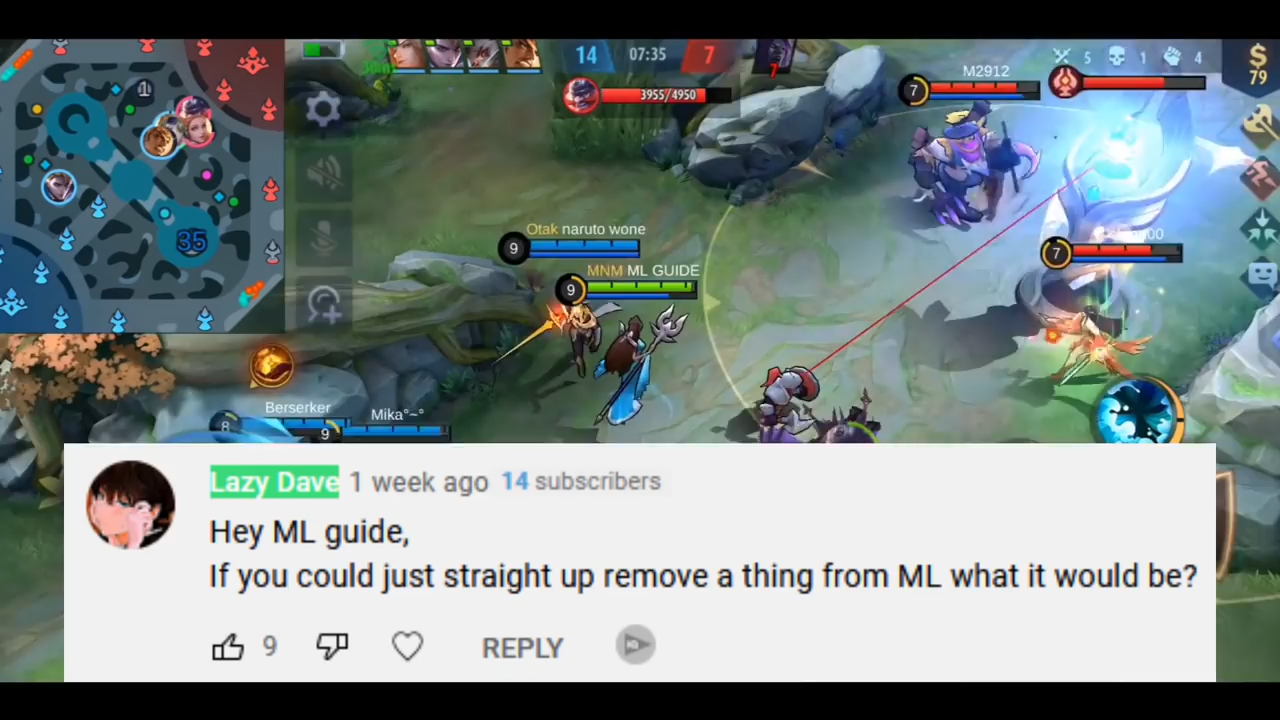 14 07:35 7
3955/4950
7
5 1 4
$
79
M2912
7
35
Otak naruto wone
9
MNM ML GUIDE
9
7
Berserker
8
Mika°~°
9
Lazy Dave 1 week ago 14 subscribers
Hey ML guide,
If you could just straight up remove a thing from ML what it would be?
9 REPLY